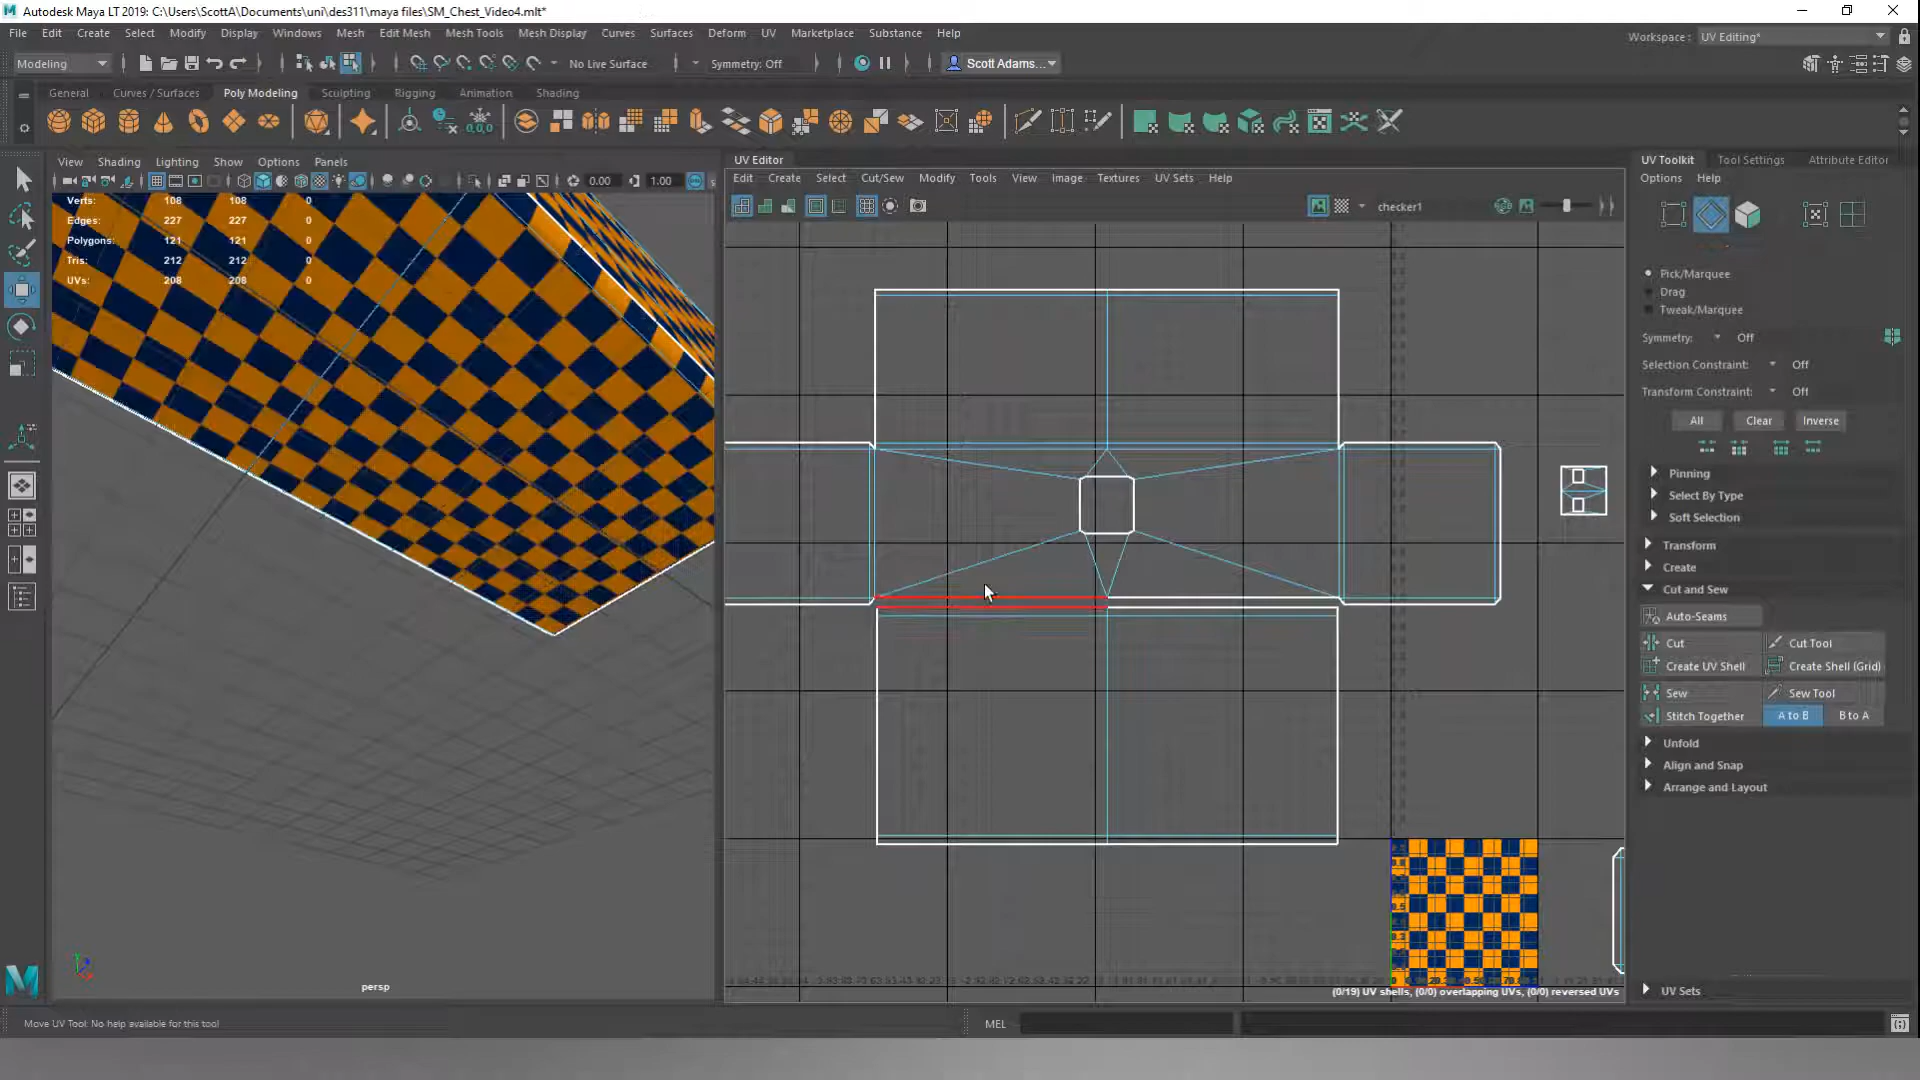 Autodesk Maya LT 2019: C:\Users\ScottA\Documents\uni\des311\maya files\SM_Chest_Video4.mlt*
File Edit Create Select Modify Display Windows Mesh Edit Mesh Mesh Tools Mesh Display Curves Surfaces Deform UV Marketplace Substance Help
Workspace : UV Editing*
Modeling
No Live Surface
Symmetry: Off
Scott Adams...
General Curves / Surfaces Poly Modeling Sculpting Rigging Animation Shading
0,0,0
View Shading Lighting Show Options Panels
0.00 1.00
Verts: 108 108 0
Edges: 227 227 0
Polygons: 121 121 0
Tris: 212 212 0
UVs: 208 208 0
persp
UV Editor
Edit Create Select Cut/Sew Modify Tools View Image Textures UV Sets Help
checker1
(0/19) UV shells, (0/0) overlapping UVs, (0/0) reversed UVs
UV Toolkit Tool Settings Attribute Editor
Options Help
Pick/Marquee
Drag
Tweak/Marquee
Symmetry: Off
Selection Constraint: Off
Transform Constraint: Off
All Clear Inverse
Pinning
Select By Type
Soft Selection
Transform
Create
Cut and Sew
Auto-Seams
Cut Cut Tool
Create UV Shell Create Shell (Grid)
Sew Sew Tool
Stitch Together A to B B to A
Unfold
Align and Snap
Arrange and Layout
UV Sets
Move UV Tool: No help available for this tool
MEL